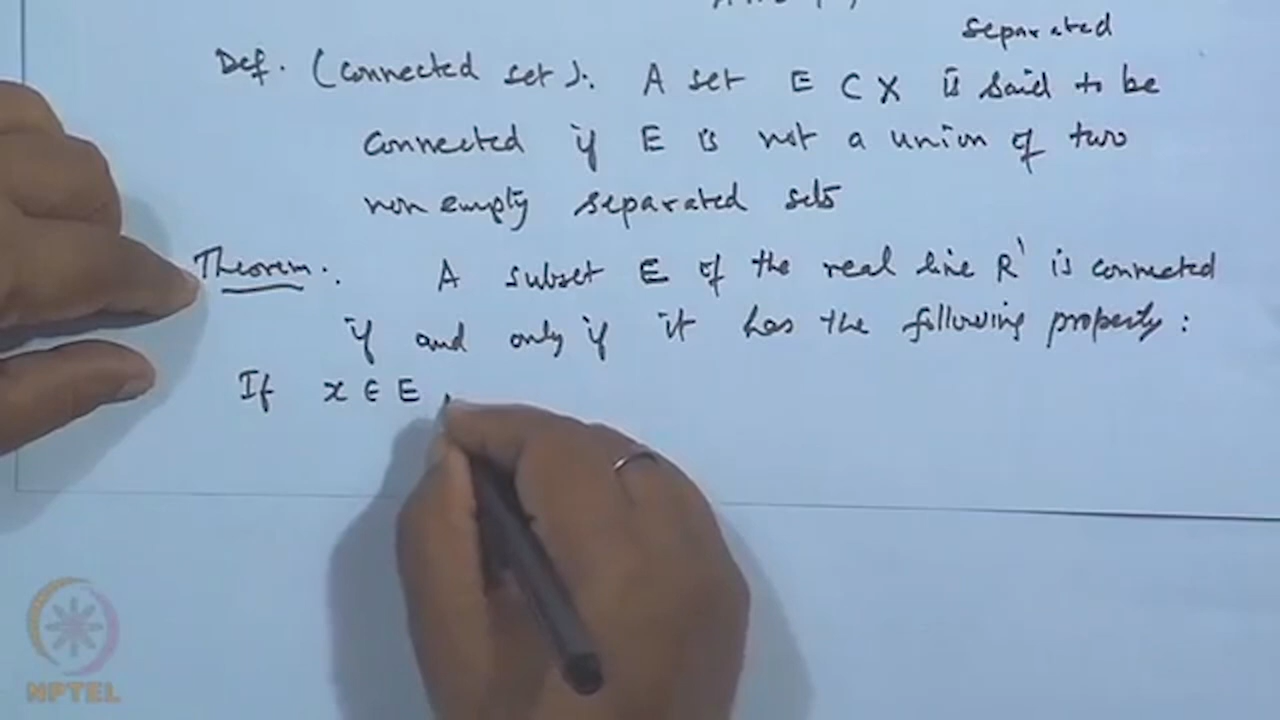 separated
Def. (Connected set). A set E ⊂ X is said to be
Connected if E is not a union of two
non empty separated sets
Theorem. A subset E of the real line R¹ is connected
if and only if it has the following property :
If x ∈ E
NPTEL